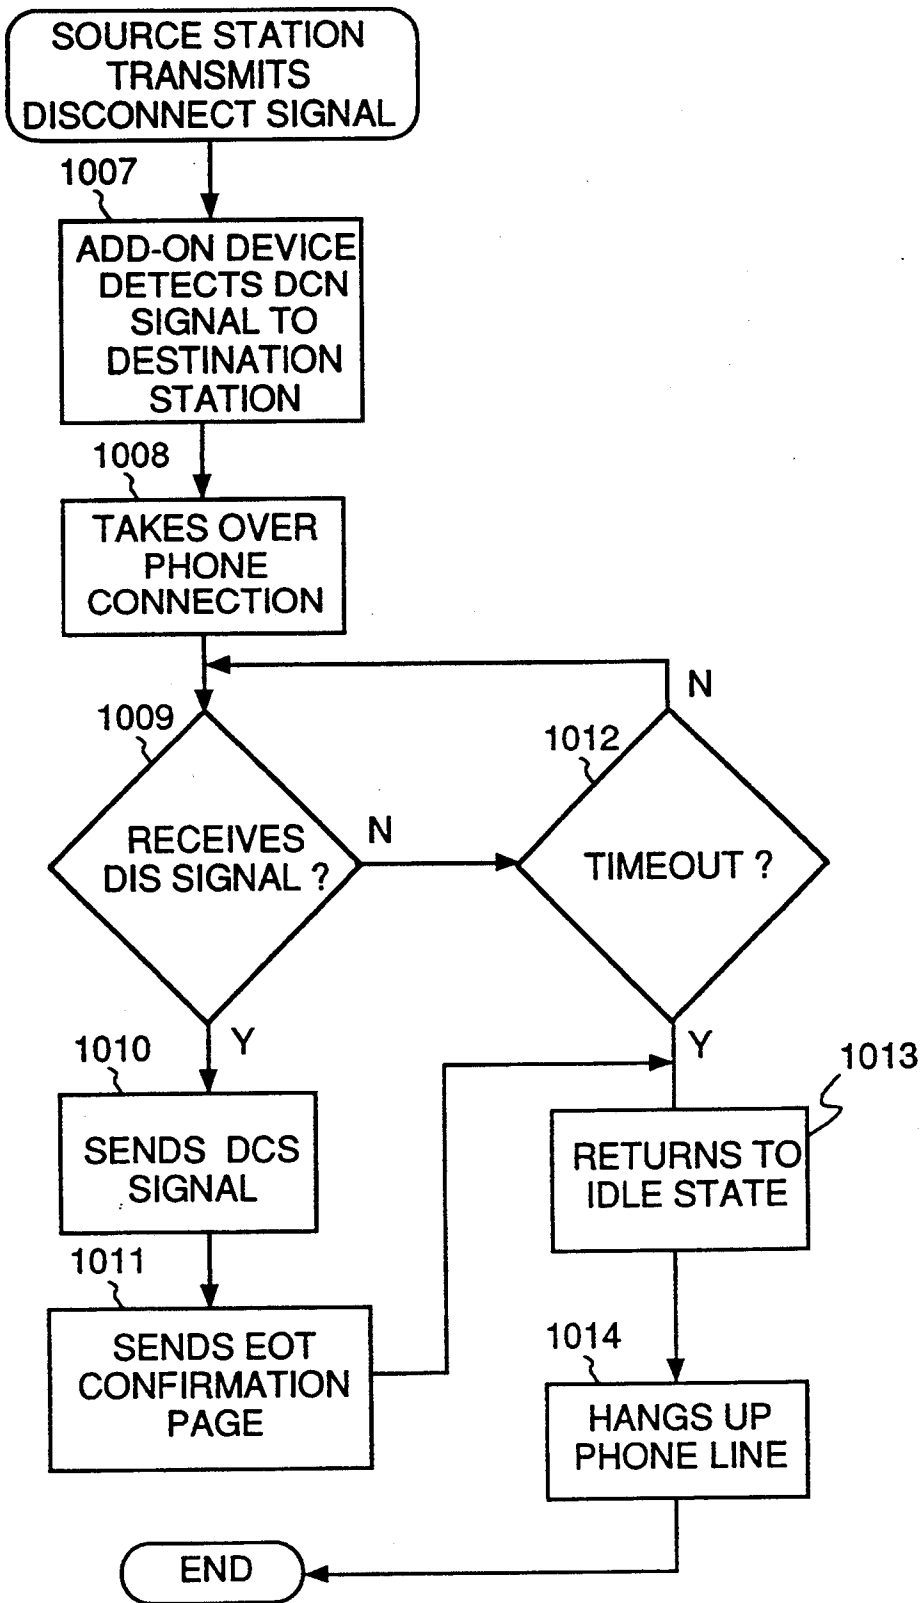 SOURCE STATION
TRANSMITS
DISCONNECT SIGNAL
1007
ADD-ON DEVICE
DETECTS DCN
SIGNAL TO
DESTINATION
STATION
1008
TAKES OVER
PHONE
CONNECTION
N
1009
1012
RECEIVES
DIS SIGNAL ?
N
TIMEOUT ?
Y
Y
1010
1013
SENDS DCS
SIGNAL
RETURNS TO
IDLE STATE
1011
SENDS EOT
CONFIRMATION
PAGE
1014
HANGS UP
PHONE LINE
END